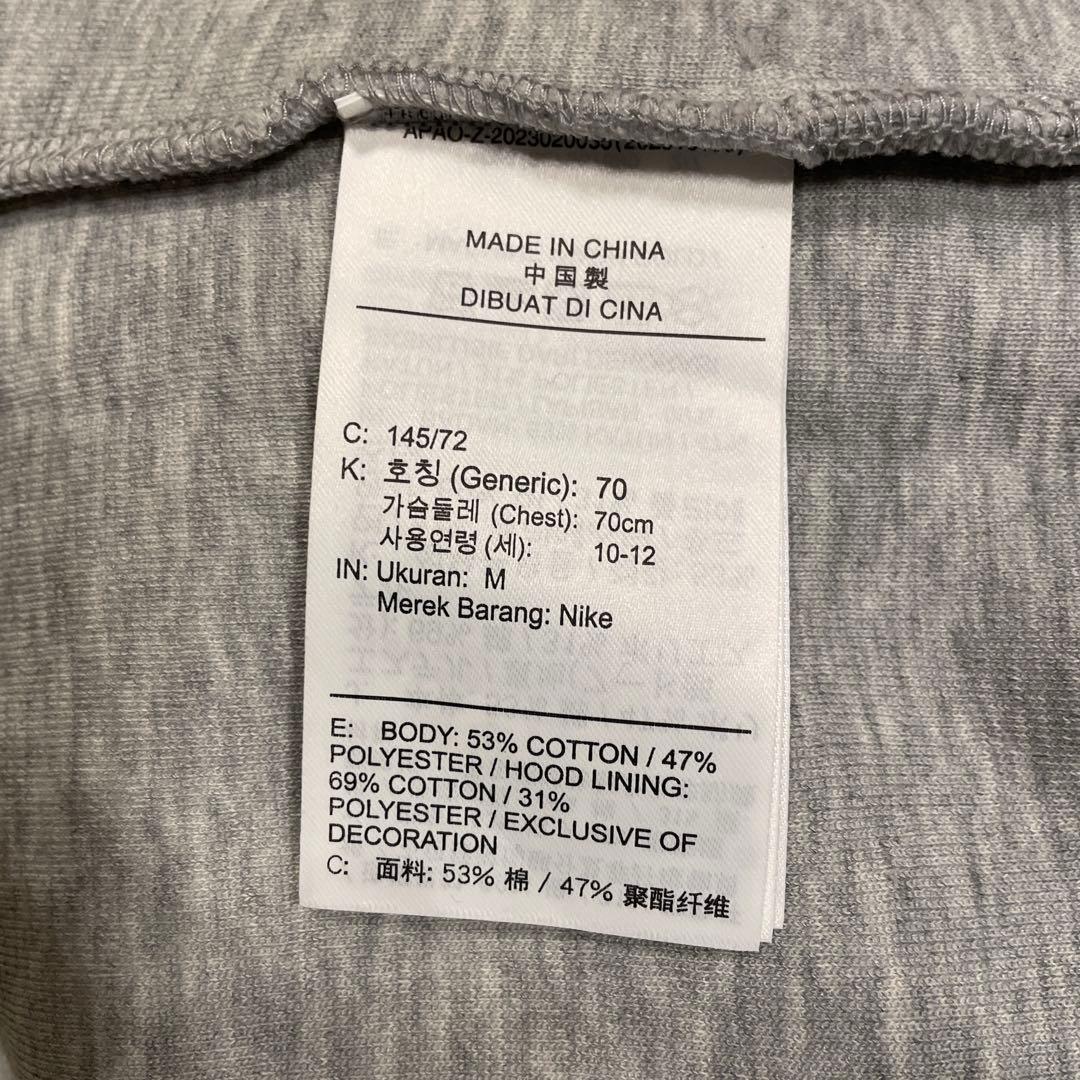 MADE IN CHINA
中国製
DIBUAT DI CINA
C: 145/72
K: 호칭 (Generic): 70
가슴둘레 (Chest): 70cm
사용연령 (세): 10-12
IN: Ukuran: M
Merek Barang: Nike
E: BODY: 53% COTTON / 47%
POLYESTER / HOOD LINING:
69% COTTON / 31%
POLYESTER / EXCLUSIVE OF
DECORATION
C: 面料: 53% 棉 / 47% 聚酯纤维